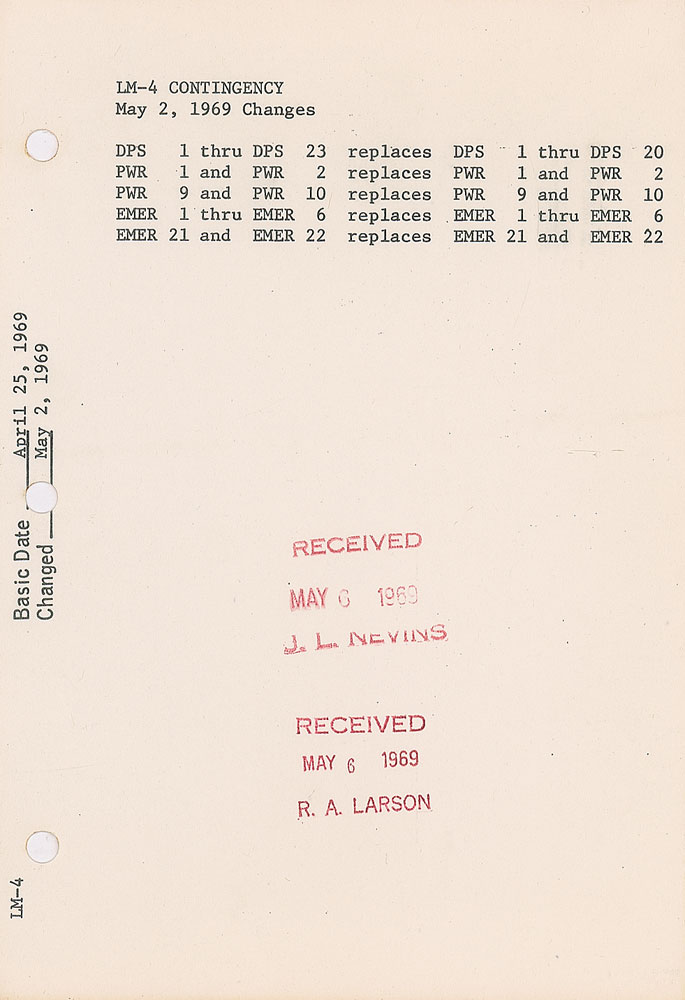 LM-4 CONTINGENCY
May 2, 1969 Changes
DPS 1 thru DPS 23 replaces DPS 1 thru DPS 20
PWR 1 and PWR 2 replaces PWR 1 and PWR 2
PWR 9 and PWR 10 replaces PWR 9 and PWR 10
EMER 1 thru EMER 6 replaces EMER 1 thru EMER 6
EMER 21 and EMER 22 replaces EMER 21 and EMER 22
Basic Date April 25, 1969
Changed May 2, 1969
RECEIVED
MAY 6 1969
J. L. NEVINS
RECEIVED
MAY 6 1969
R. A. LARSON
LM-4